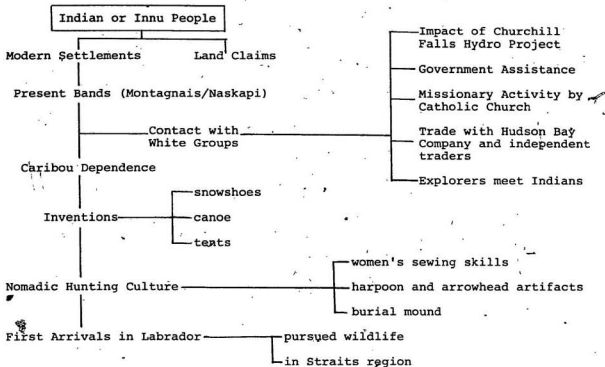 Indian or Innu People
Modern Settlements
Land Claims
Present Bands (Montagnais/Naskapi)
Contact with
White Groups
Impact of Churchill
Falls Hydro Project
Government Assistance
Missionary Activity by
Catholic Church
Trade with Hudson Bay
Company and independent
traders
Explorers meet Indians
Caribou Dependence
Inventions
snowshoes
canoe
tents
Nomadic Hunting Culture
women's sewing skills
harpoon and arrowhead artifacts
burial mound
First Arrivals in Labrador
pursued wildlife
in Straits region